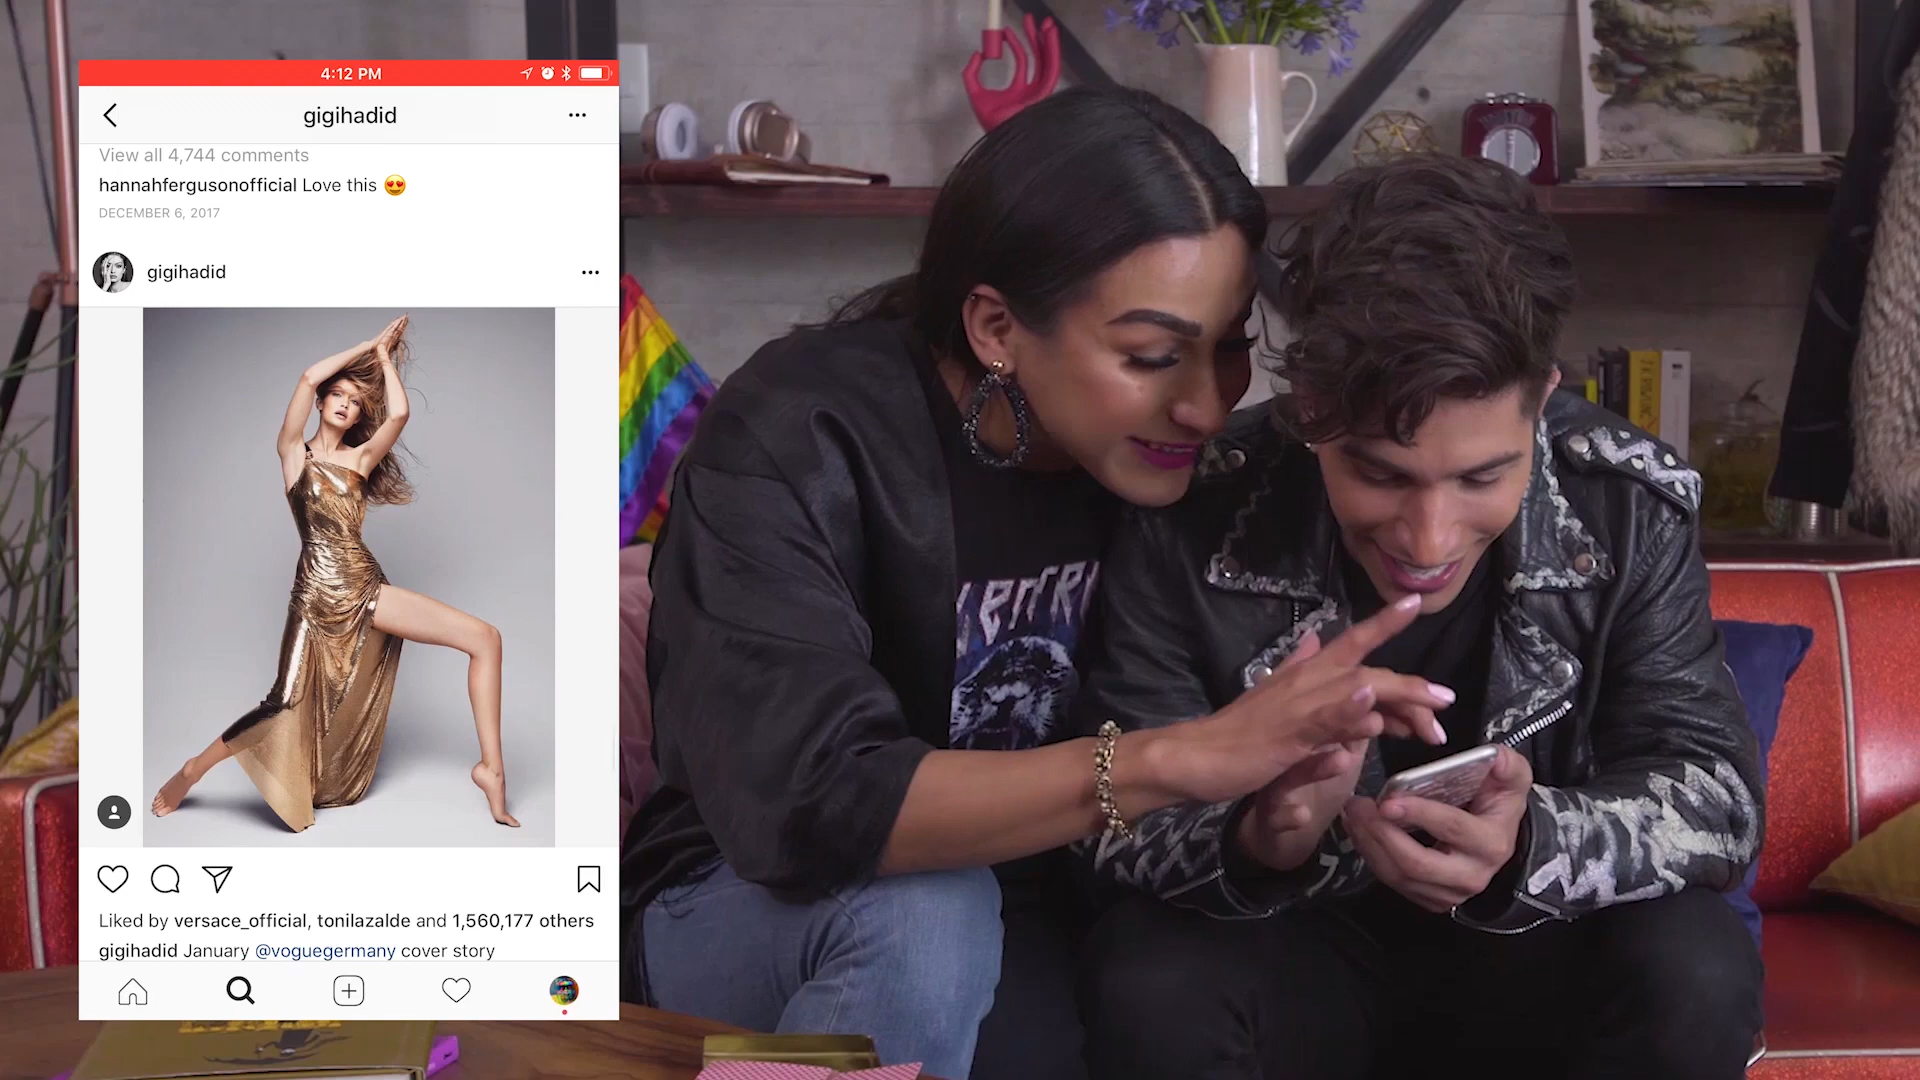 4:12 PM
gigihadid
View all 4,744 comments
hannahfergusonofficial Love this 😍
DECEMBER 6, 2017
gigihadid
Liked by versace_official, tonilazalde and 1,560,177 others
gigihadid January @voguegermany cover story